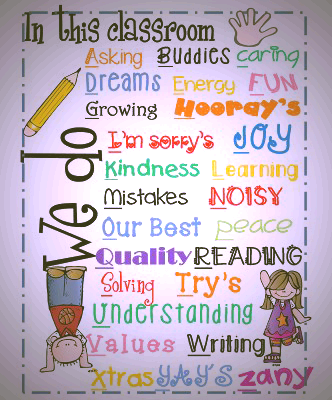 In this classroom
We do
Asking Buddies caring
Dreams Energy FUN
Growing Hooray's
I'm sorry's JOY
Kindness Learning
Mistakes NOISY
Our Best peace
Quality READING
Solving Try's
Understanding
Values Writing
Xtras YAY'S zany